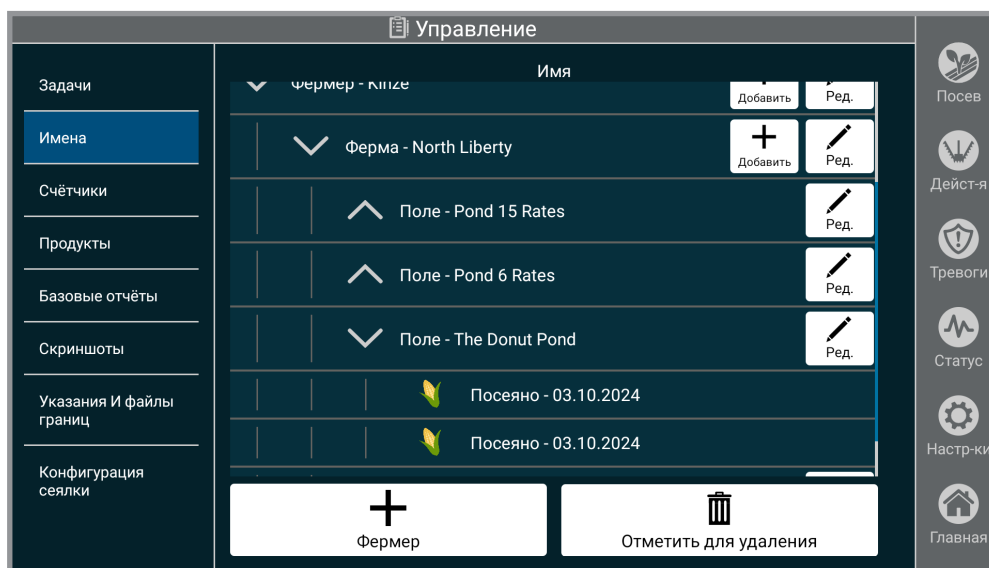 Управление
Задачи
Имена
Счётчики
Продукты
Базовые отчёты
Скриншоты
Указания И файлы
границ
Конфигурация
сеялки
Имя
Фермер - Kinze
Добавить
Ред.
Ферма - North Liberty
Добавить
Ред.
Поле - Pond 15 Rates
Ред.
Поле - Pond 6 Rates
Ред.
Поле - The Donut Pond
Ред.
Посеяно - 03.10.2024
Посеяно - 03.10.2024
Фермер
Отметить для удаления
Посев
Дейст-я
Тревоги
Статус
Настр-ки
Главная